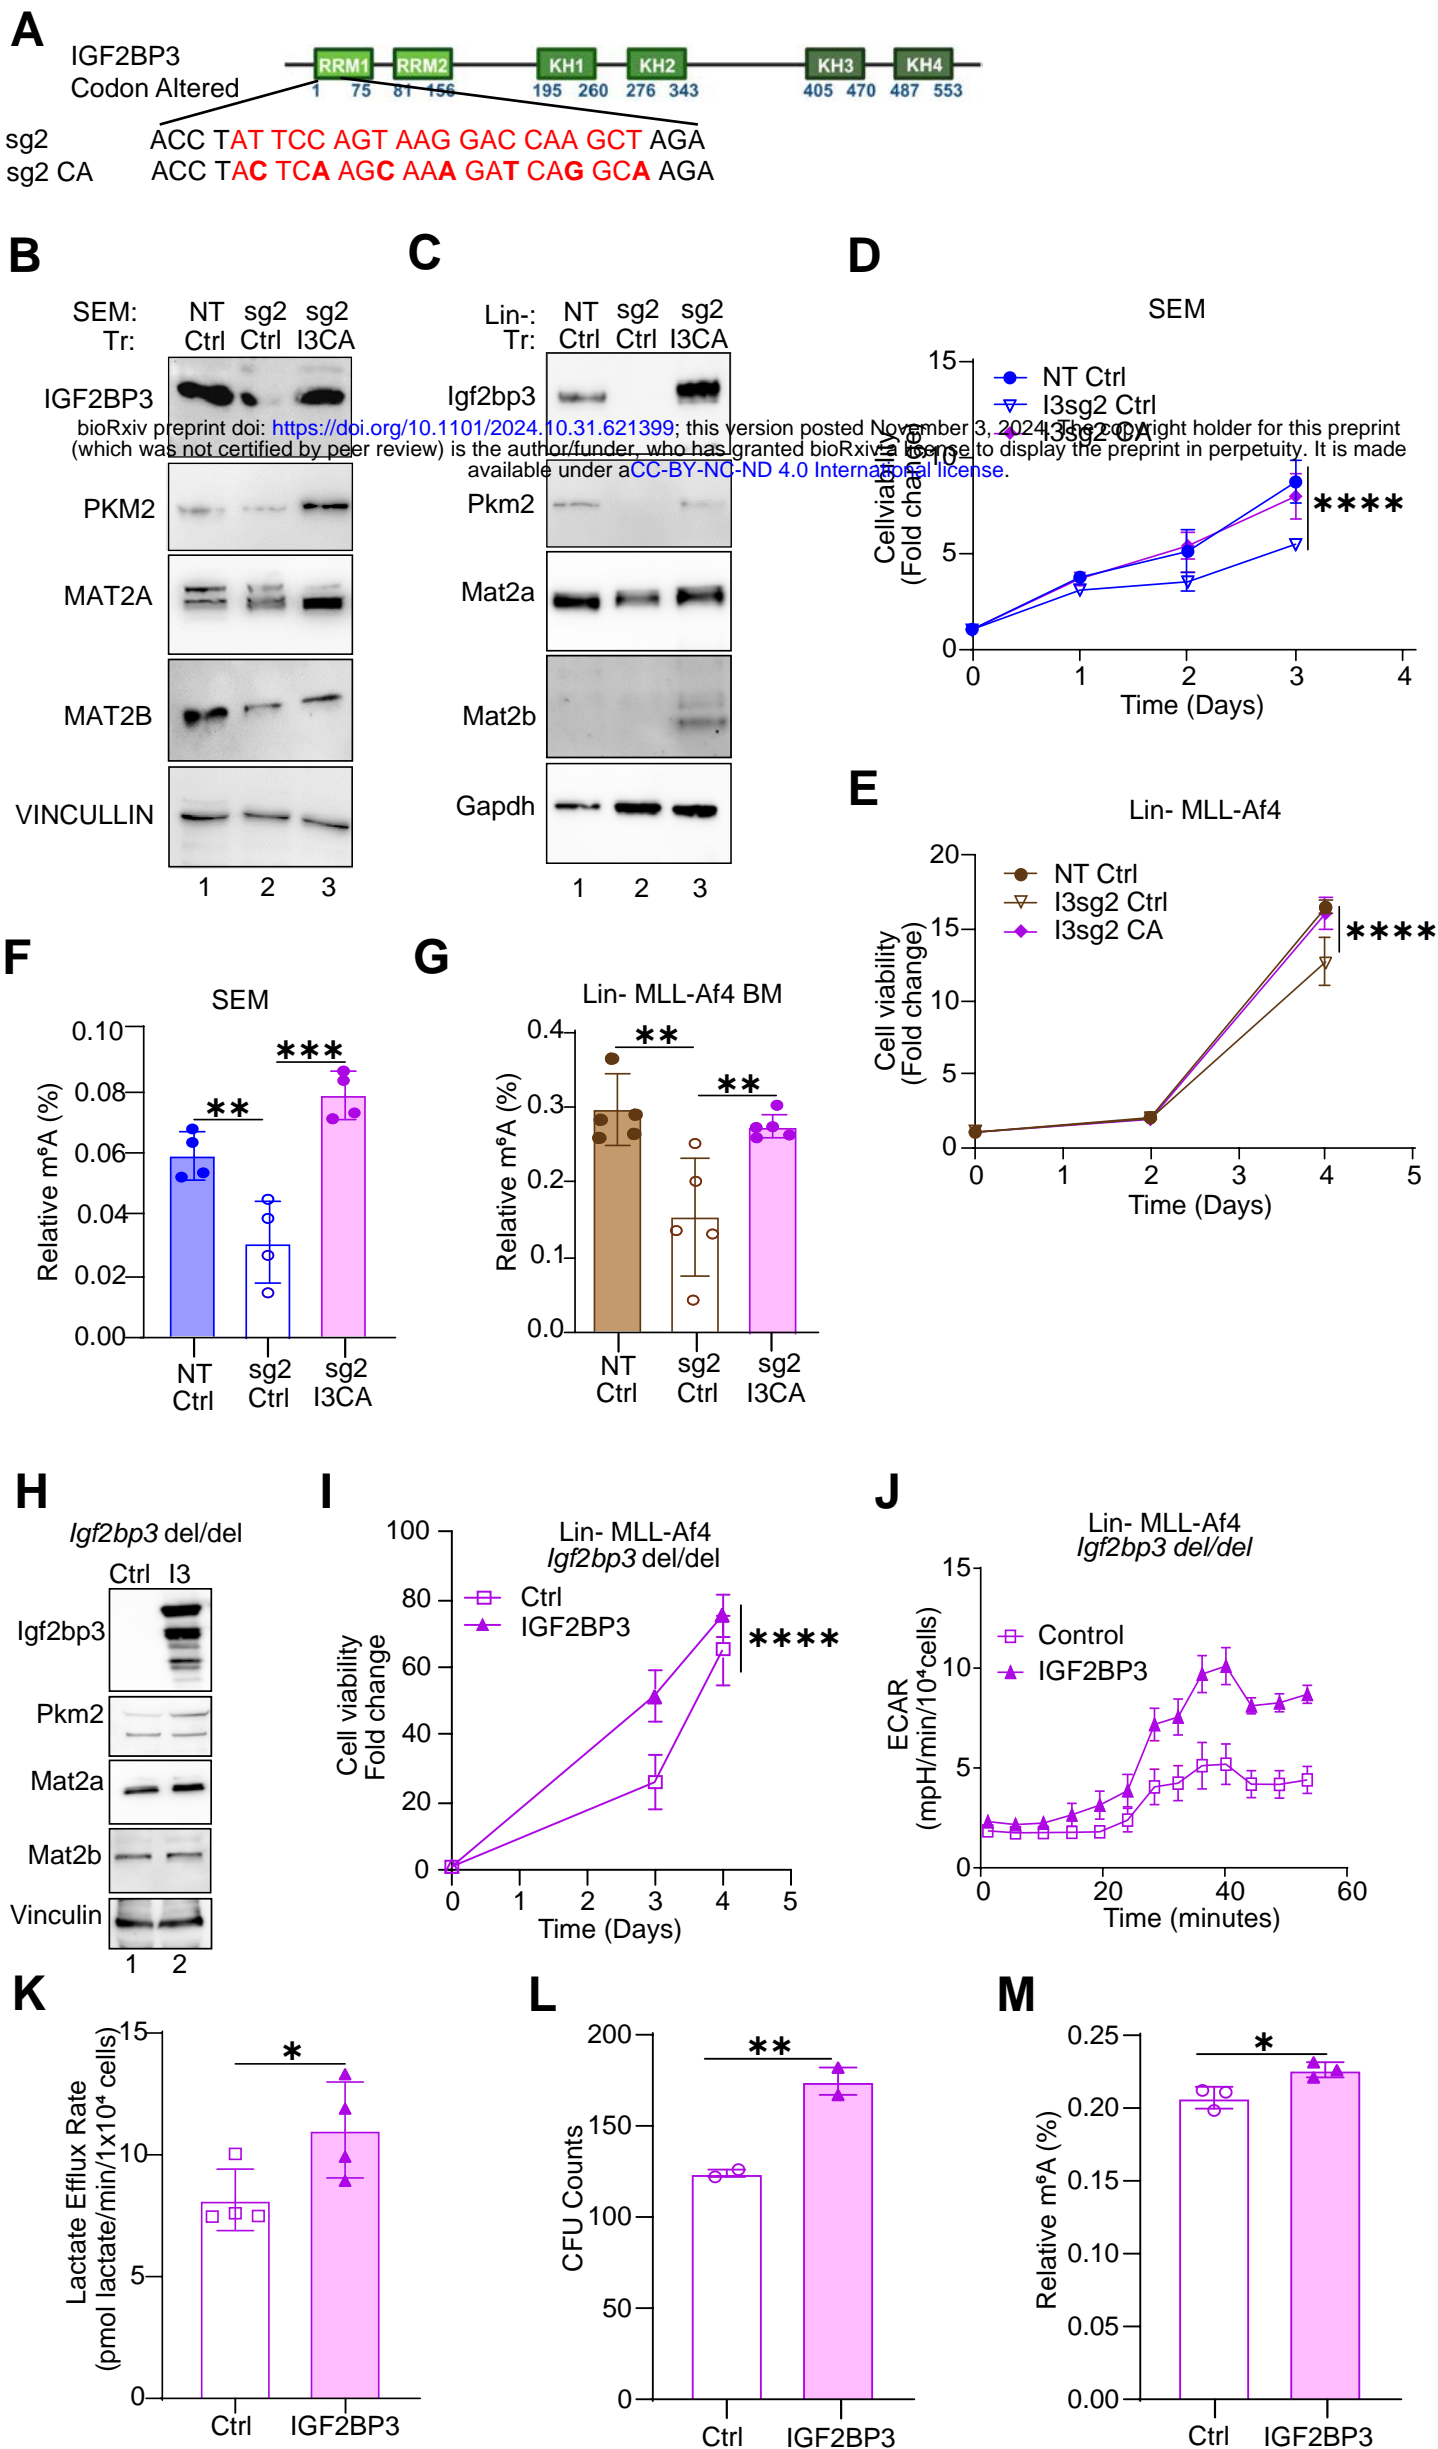 A
IGF2BP3
Codon Altered
RRM1 RRM2 KH1 KH2 KH3 KH4
1 75 81 156 195 260 276 343 405 470 487 553
sg2 ACC TAT TCC AGT AAG GAC CAA GCT AGA
sg2 CA ACC TAC TCA AGC AAA GAT CAG GCA AGA
B
SEM: NT sg2 sg2
Tr: Ctrl Ctrl I3CA
IGF2BP3
PKM2
MAT2A
MAT2B
VINCULLIN
1 2 3
C
Lin-: NT sg2 sg2
Tr: Ctrl Ctrl I3CA
Igf2bp3
Pkm2
Mat2a
Mat2b
Gapdh
1 2 3
bioRxiv preprint doi: https://doi.org/10.1101/2024.10.31.621399; this version posted November 3, 2024. The copyright holder for this preprint
(which was not certified by peer review) is the author/funder, who has granted bioRxiv a license to display the preprint in perpetuity. It is made
available under aCC-BY-NC-ND 4.0 International license.
D
SEM
NT Ctrl
I3sg2 Ctrl
I3sg2 CA
Cellviability
(Fold change)
15
10
5
0
0 1 2 3 4
Time (Days)
****
E
Lin- MLL-Af4
NT Ctrl
I3sg2 Ctrl
I3sg2 CA
Cell viability
(Fold change)
20
15
10
5
0
0 1 2 3 4 5
Time (Days)
****
F
SEM
Relative m⁶A (%)
0.10
0.08
0.06
0.04
0.02
0.00
** ***
NT sg2 sg2
Ctrl Ctrl I3CA
G
Lin- MLL-Af4 BM
Relative m⁶A (%)
0.4
0.3
0.2
0.1
0.0
** **
NT sg2 sg2
Ctrl Ctrl I3CA
H
Igf2bp3 del/del
Ctrl I3
Igf2bp3
Pkm2
Mat2a
Mat2b
Vinculin
1 2
I
Lin- MLL-Af4
Igf2bp3 del/del
Ctrl
IGF2BP3
Cell viability
Fold change
100
80
60
40
20
0
0 1 2 3 4 5
Time (Days)
****
J
Lin- MLL-Af4
Igf2bp3 del/del
Control
IGF2BP3
ECAR
(mpH/min/10⁴cells)
15
10
5
0
0 20 40 60
Time (minutes)
K
Lactate Efflux Rate
(pmol lactate/min/1x10⁴ cells)
15
10
5
0
*
Ctrl IGF2BP3
L
CFU Counts
200
150
100
50
0
**
Ctrl IGF2BP3
M
Relative m⁶A (%)
0.25
0.20
0.15
0.10
0.05
0.00
*
Ctrl IGF2BP3